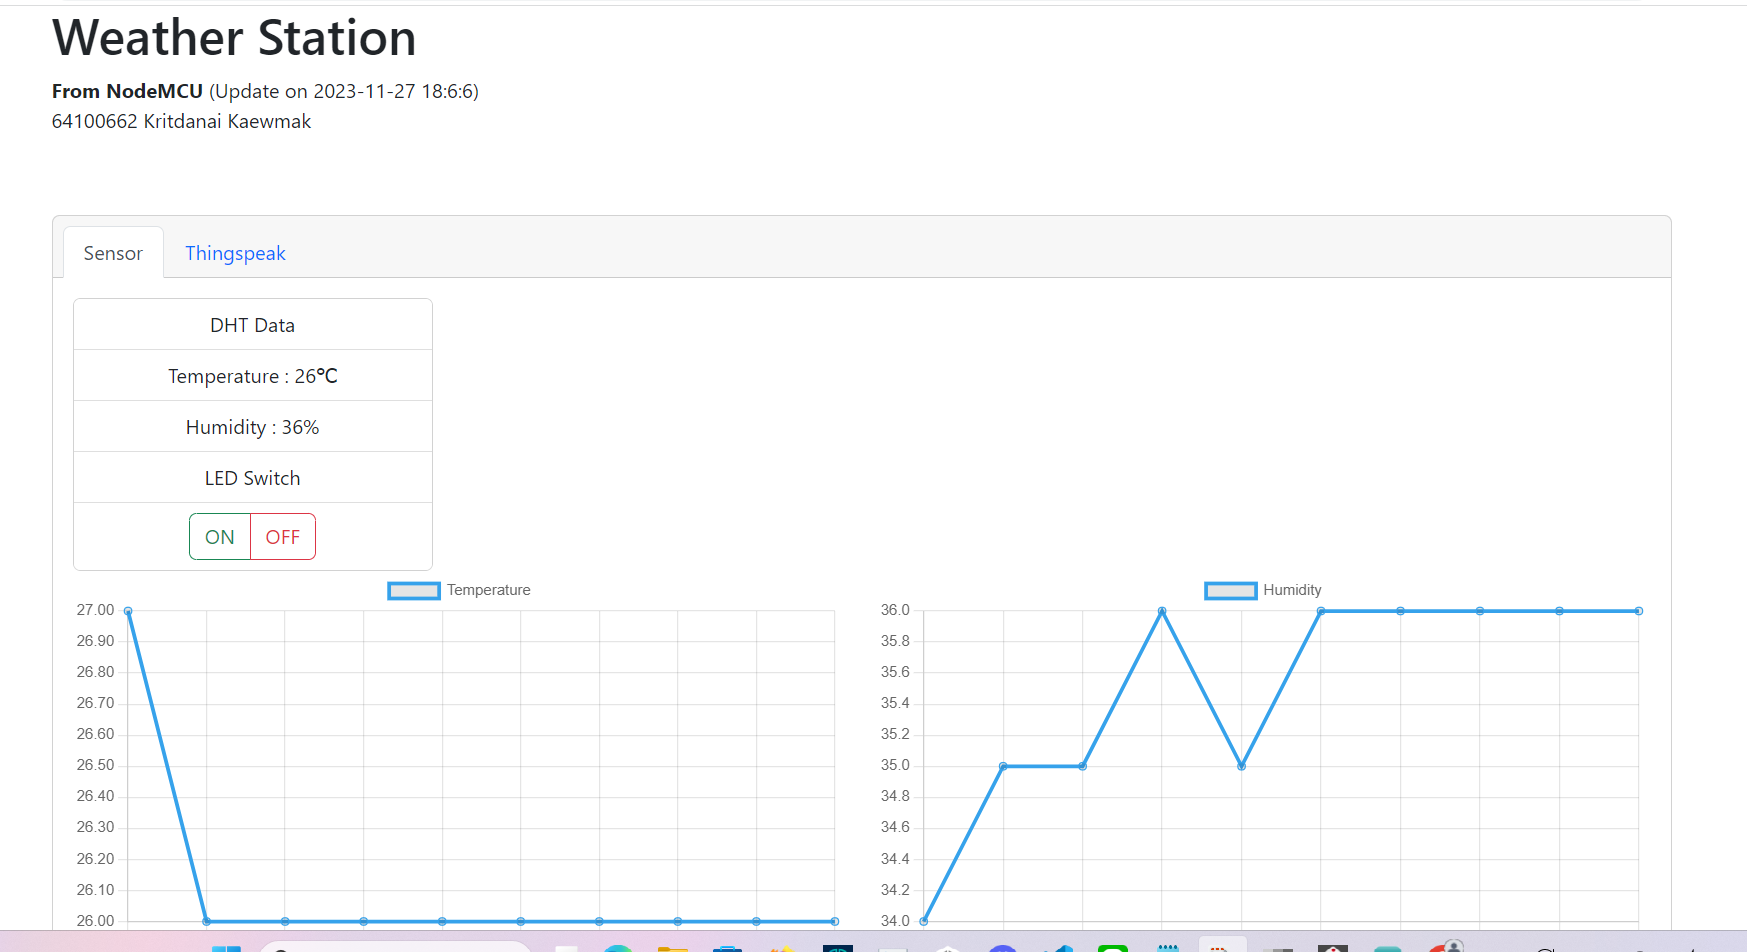 Weather Station
From NodeMCU (Update on 2023-11-27 18:6:6)
64100662 Kritdanai Kaewmak
Sensor Thingspeak
DHT Data
Temperature : 26℃
Humidity : 36%
LED Switch
ON OFF
Temperature
27.00
26.90
26.80
26.70
26.60
26.50
26.40
26.30
26.20
26.10
26.00
Humidity
36.0
35.8
35.6
35.4
35.2
35.0
34.8
34.6
34.4
34.2
34.0